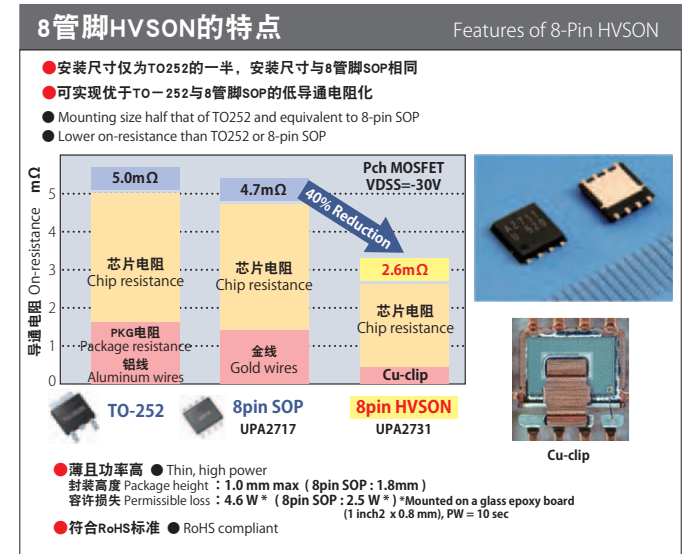 8管脚HVSON的特点
Features of 8-Pin HVSON
●安装尺寸仅为TO252的一半，安装尺寸与8管脚SOP相同
●可实现优于TO－252与8管脚SOP的低导通电阻化
● Mounting size half that of TO252 and equivalent to 8-pin SOP
● Lower on-resistance than TO252 or 8-pin SOP
导通电阻 On-resistance mΩ
5
4
3
2
1
0
5.0mΩ
芯片电阻
Chip resistance
PKG电阻
Package resistance
铝线
Aluminum wires
4.7mΩ
芯片电阻
Chip resistance
金线
Gold wires
40% Reduction
Pch MOSFET
VDSS=-30V
2.6mΩ
芯片电阻
Chip resistance
Cu-clip
TO-252
8pin SOP
UPA2717
8pin HVSON
UPA2731
A2711
Cu-clip
●薄且功率高 ● Thin, high power
封装高度 Package height：1.0 mm max ( 8pin SOP : 1.8mm )
容许损失 Permissible loss：4.6 W * ( 8pin SOP : 2.5 W * ) *Mounted on a glass epoxy board
(1 inch2 x 0.8 mm), PW = 10 sec
●符合RoHS标准 ● RoHS compliant